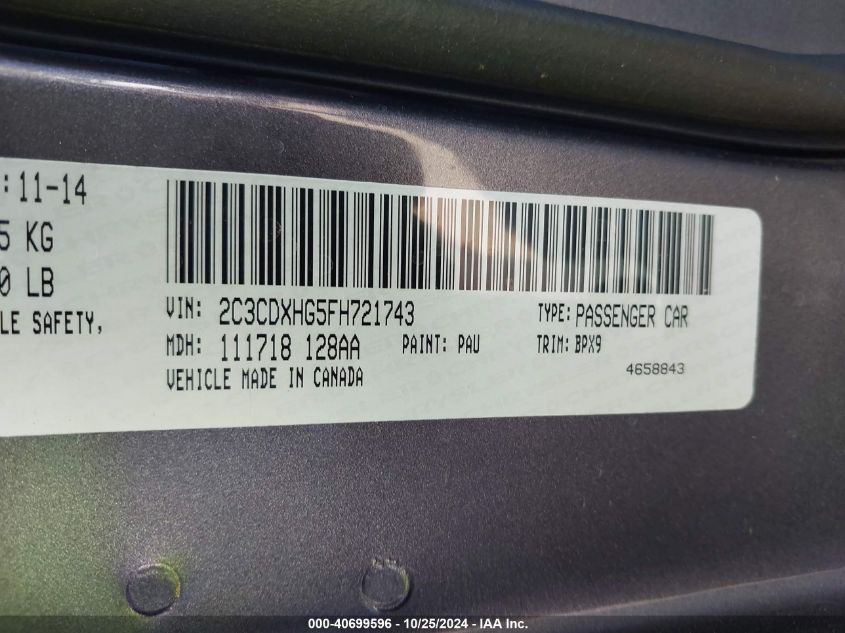 :11-14
5 KG
0 LB
LE SAFETY,
VIN: 2C3CDXHG5FH721743 TYPE: PASSENGER CAR
MDH: 111718 128AA PAINT: PAU TRIM: BPX9
VEHICLE MADE IN CANADA 4658843
000-40699596 - 10/25/2024 - IAA Inc.